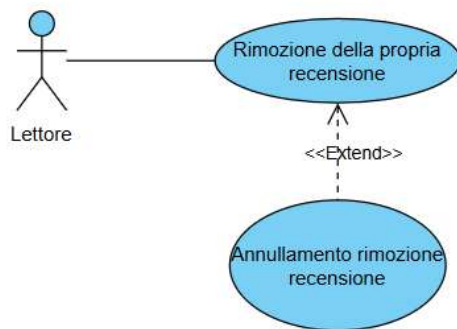 Rimozione della propria
recensione
Lettore
<<Extend>>
Annullamento rimozione
recensione